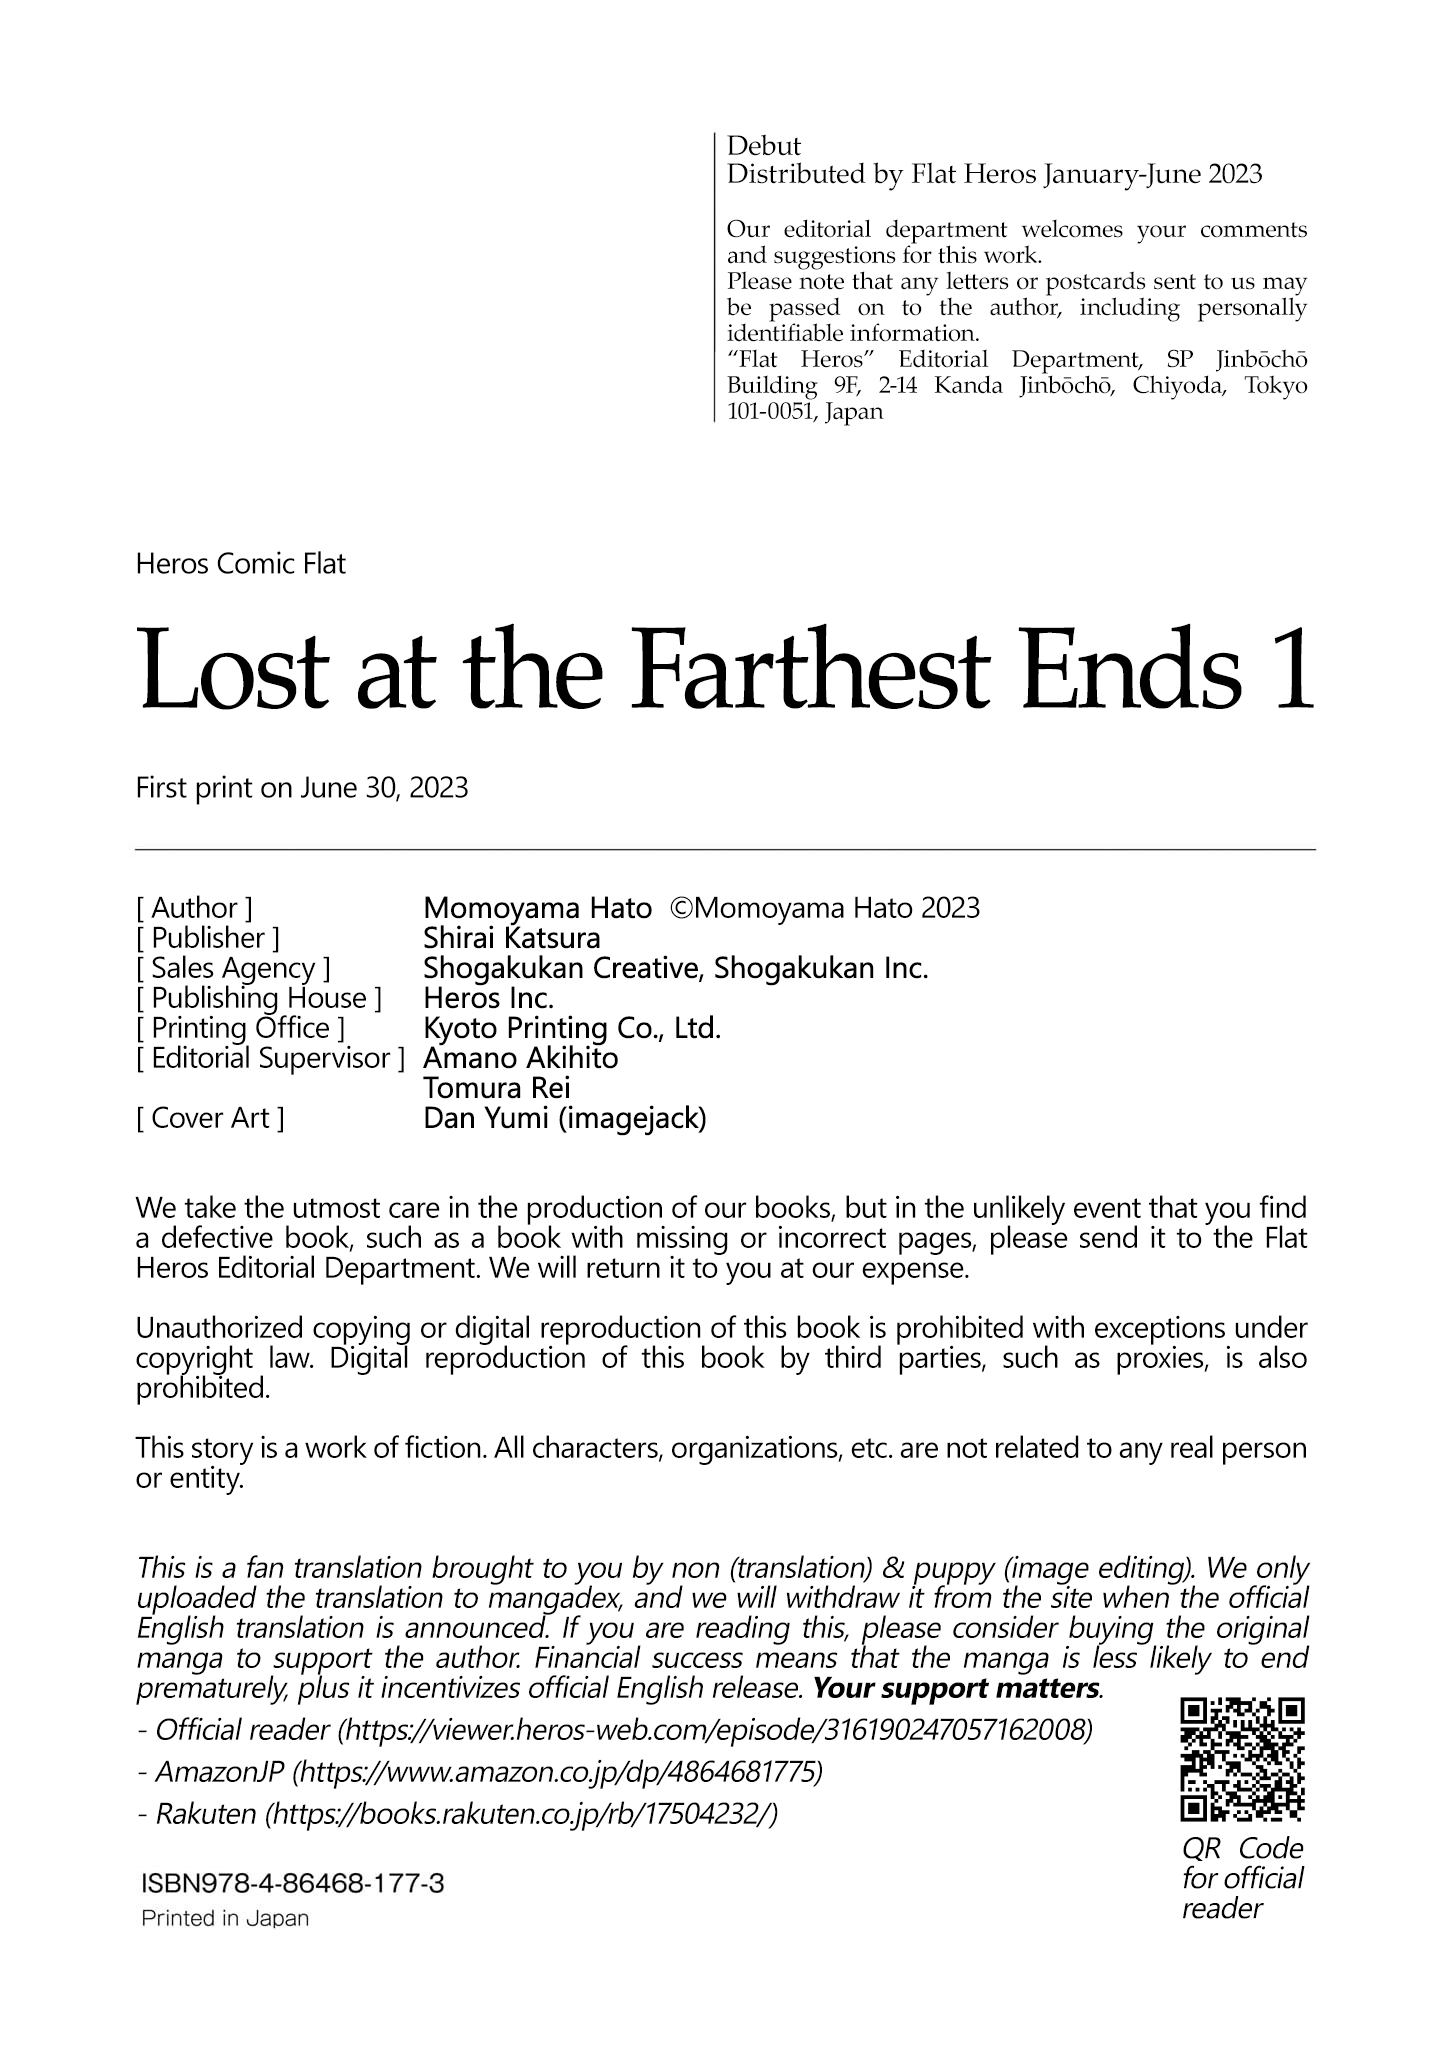 Debut
Distributed by Flat Heros January-June 2023
Our editorial department welcomes your comments
and suggestions for this work.
Please note that any letters or postcards sent to us may
be passed on to the author, including personally
identifiable information.
“Flat Heros” Editorial Department, SP Jinbōchō
Building 9F, 2-14 Kanda Jinbōchō, Chiyoda, Tokyo
101-0051, Japan
Heros Comic Flat
Lost at the Farthest Ends 1
First print on June 30, 2023
[ Author ] Momoyama Hato ©Momoyama Hato 2023
[ Publisher ] Shirai Katsura
[ Sales Agency ] Shogakukan Creative, Shogakukan Inc.
[ Publishing House ] Heros Inc.
[ Printing Office ] Kyoto Printing Co., Ltd.
[ Editorial Supervisor ] Amano Akihito
Tomura Rei
[ Cover Art ] Dan Yumi (imagejack)
We take the utmost care in the production of our books, but in the unlikely event that you find
a defective book, such as a book with missing or incorrect pages, please send it to the Flat
Heros Editorial Department. We will return it to you at our expense.
Unauthorized copying or digital reproduction of this book is prohibited with exceptions under
copyright law. Digital reproduction of this book by third parties, such as proxies, is also
prohibited.
This story is a work of fiction. All characters, organizations, etc. are not related to any real person
or entity.
This is a fan translation brought to you by non (translation) & puppy (image editing). We only
uploaded the translation to mangadex, and we will withdraw it from the site when the official
English translation is announced. If you are reading this, please consider buying the original
manga to support the author. Financial success means that the manga is less likely to end
prematurely, plus it incentivizes official English release. Your support matters.
- Official reader (https://viewer.heros-web.com/episode/316190247057162008)
- AmazonJP (https://www.amazon.co.jp/dp/4864681775)
- Rakuten (https://books.rakuten.co.jp/rb/17504232/)
QR Code
for official
reader
ISBN978-4-86468-177-3
Printed in Japan